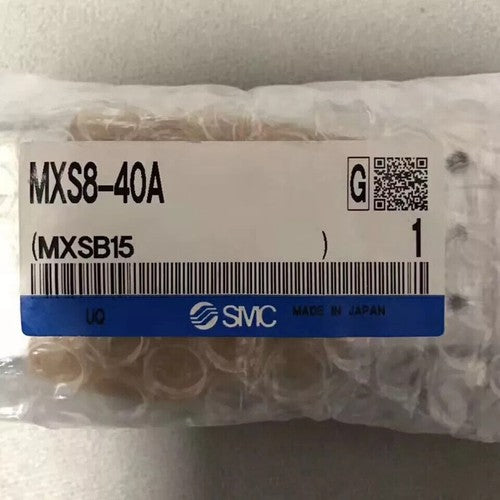 MXS8-40A G
(MXSB15 ) 1
UQ SMC MADE IN JAPAN